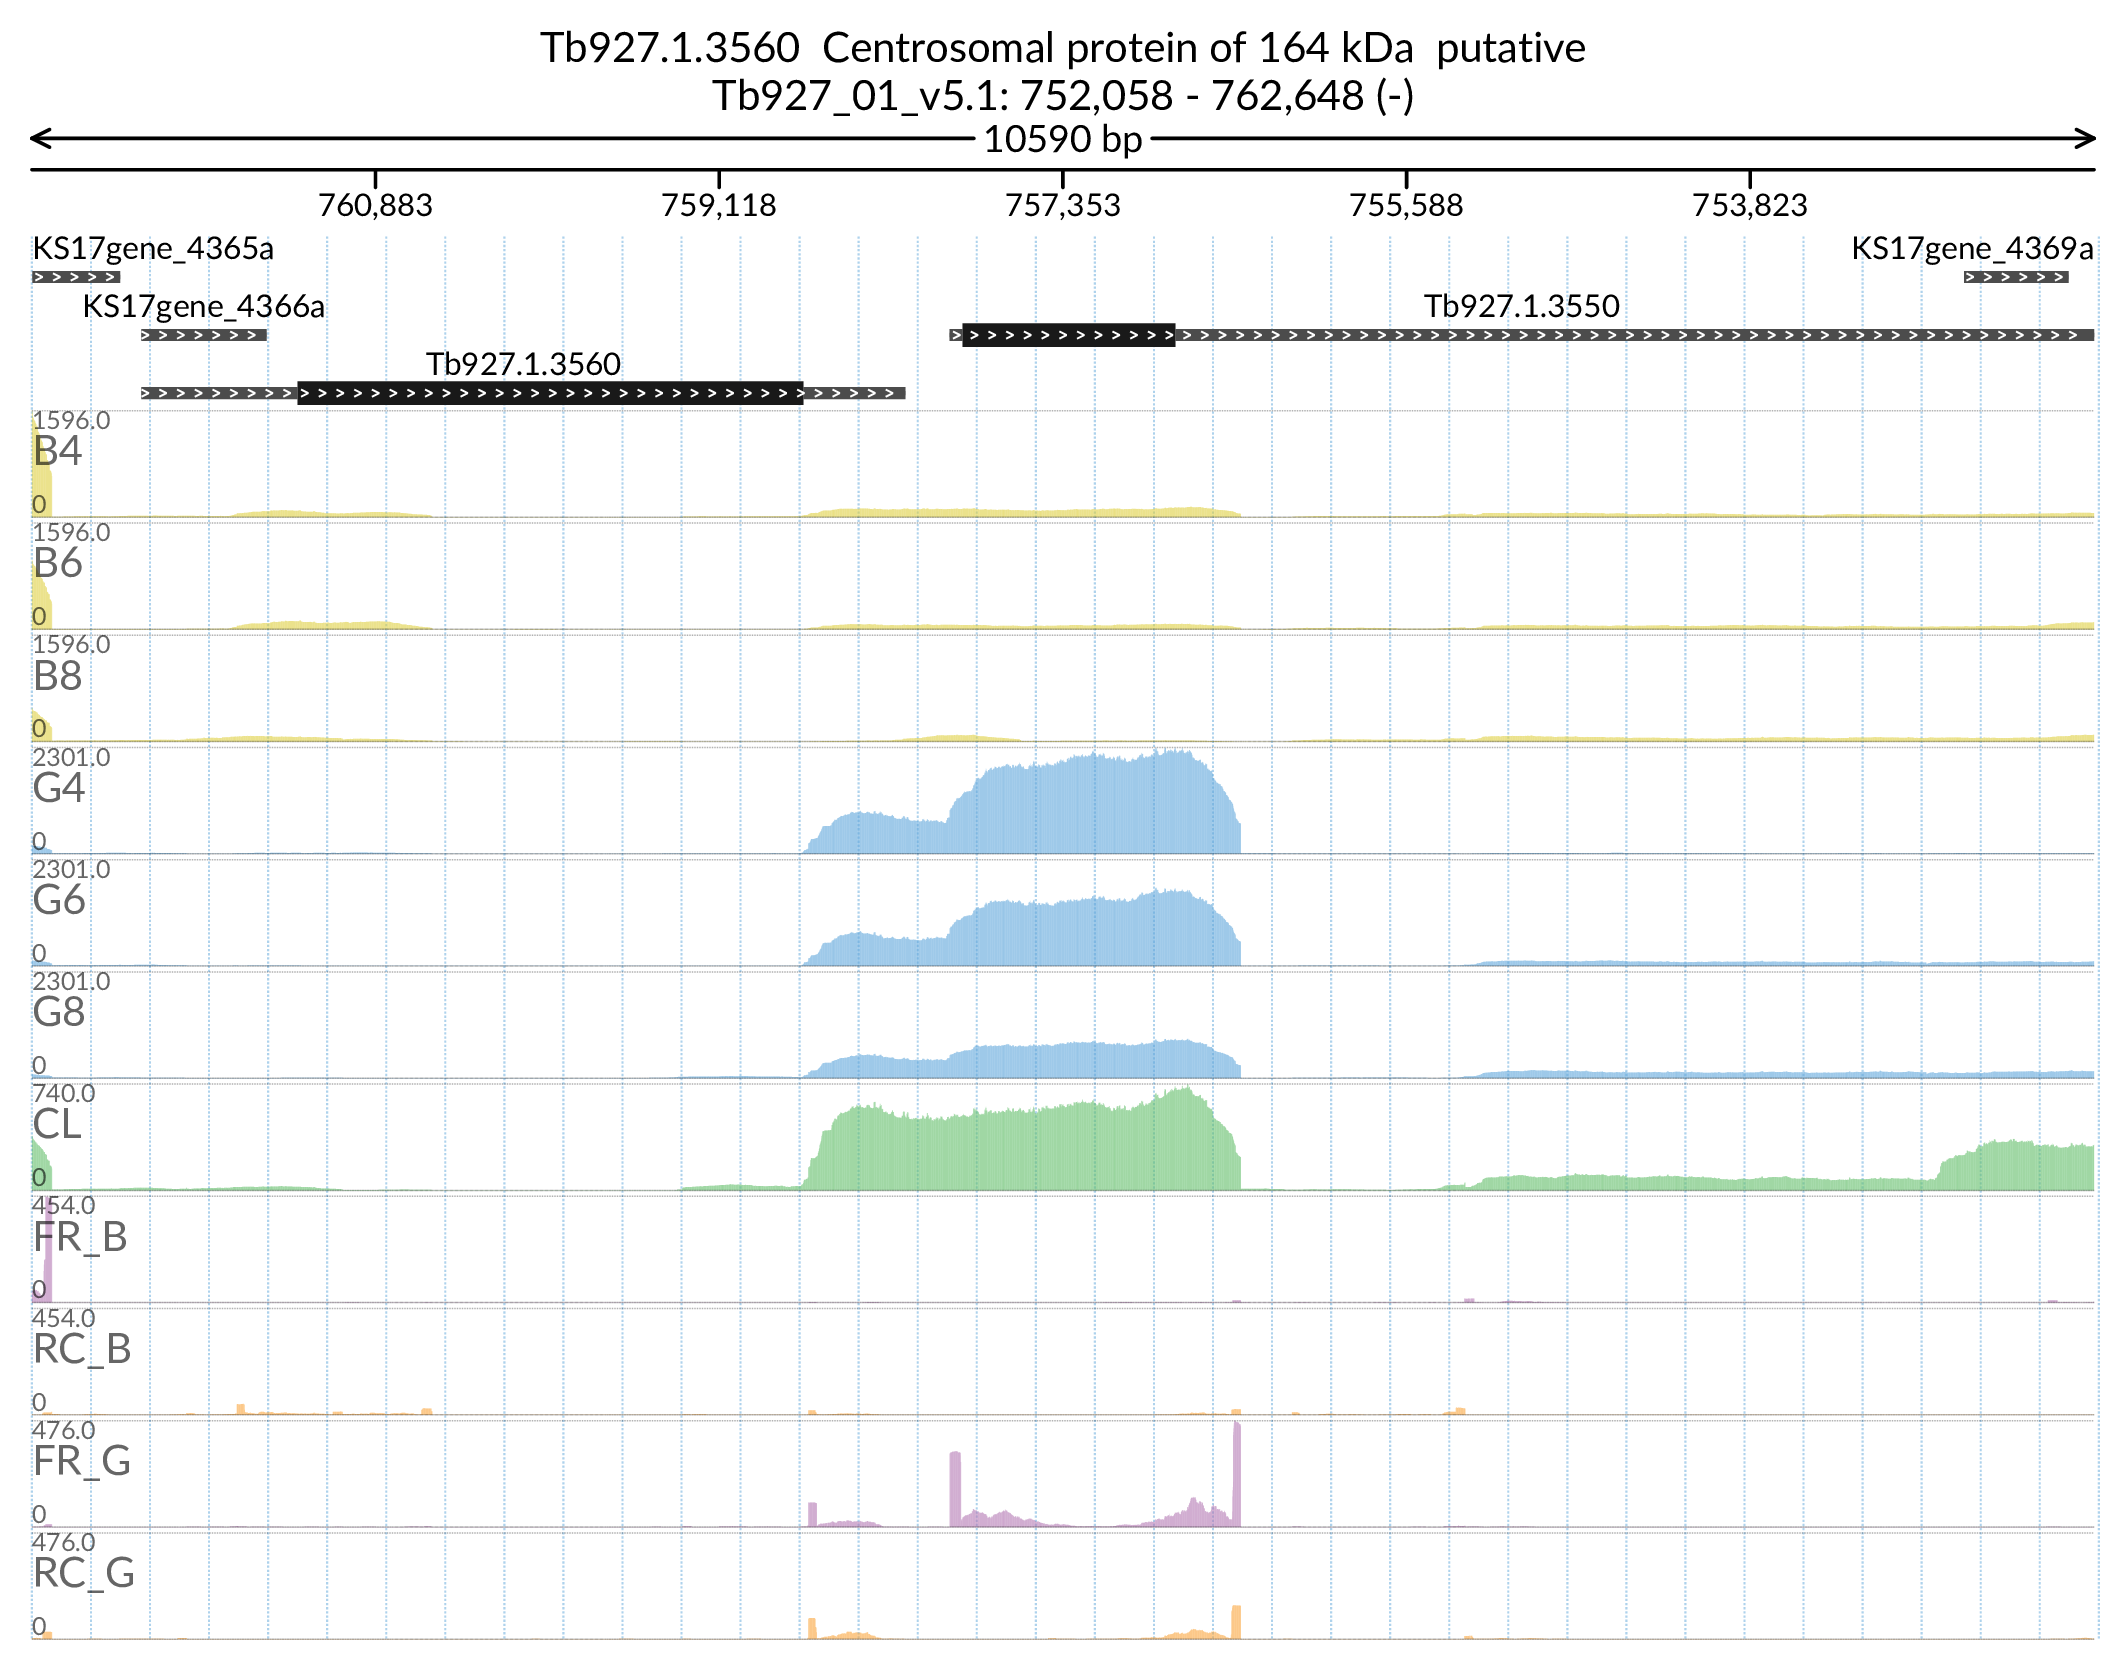 Tb927.1.3560  Centrosomal protein of 164 kDa  putative
Tb927_01_v5.1: 752,058 - 762,648 (-)
10590 bp
760,883 759,118 757,353 755,588 753,823
KS17gene_4365a KS17gene_4369a
KS17gene_4366a Tb927.1.3550
Tb927.1.3560
1596.0
B4
0
1596.0
B6
0
1596.0
B8
0
2301.0
G4
0
2301.0
G6
0
2301.0
G8
0
740.0
CL
0
454.0
FR_B
0
454.0
RC_B
0
476.0
FR_G
0
476.0
RC_G
0